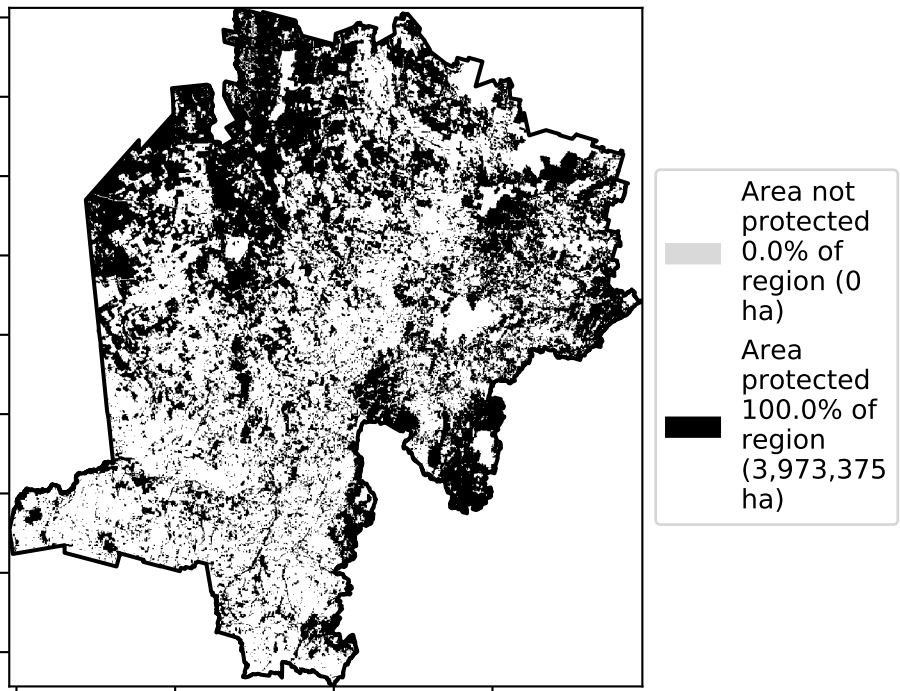 Area not
protected
0.0% of
region (0
ha)
Area
protected
100.0% of
region
(3,973,375
ha)